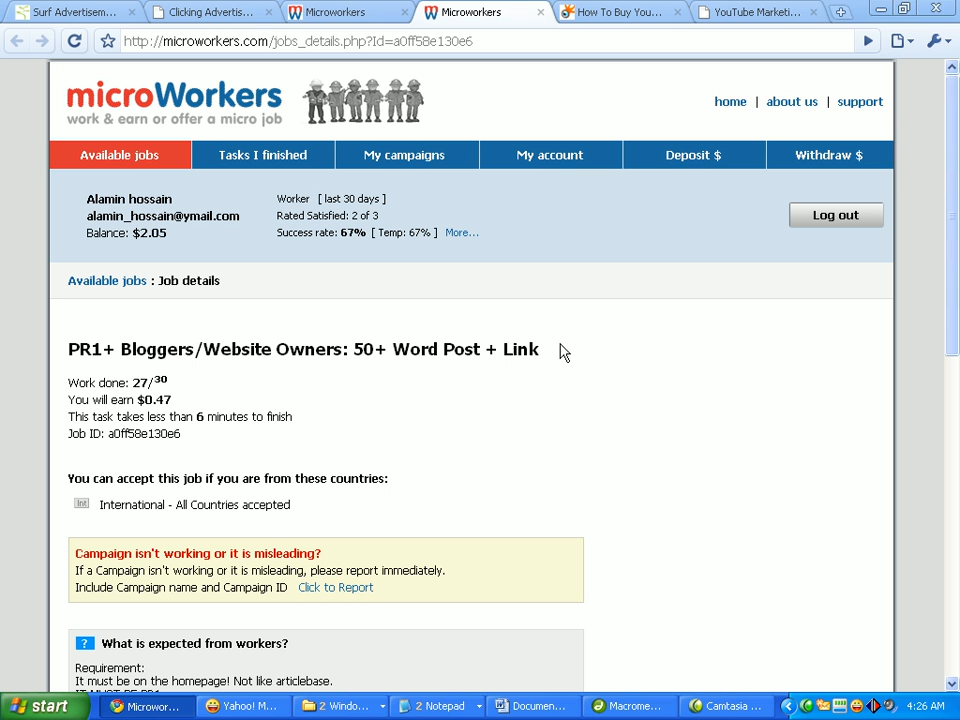 Surf Advertisem...
Clicking Advertis...
Microworkers
Microworkers
How To Buy You...
YouTube Marketi...
http://microworkers.com/jobs_details.php?Id=a0ff58e130e6
microWorkers
work & earn or offer a micro job
home | about us | support
Available jobs
Tasks I finished
My campaigns
My account
Deposit $
Withdraw $
Alamin hossain
alamin_hossain@ymail.com
Balance: $2.05
Worker [ last 30 days ]
Rated Satisfied: 2 of 3
Success rate: 67% [ Temp: 67% ] More...
Log out
Available jobs : Job details
PR1+ Bloggers/Website Owners: 50+ Word Post + Link
Work done: 27/30
You will earn $0.47
This task takes less than 6 minutes to finish
Job ID: a0ff58e130e6
You can accept this job if you are from these countries:
Int International - All Countries accepted
Campaign isn't working or it is misleading?
If a Campaign isn't working or it is misleading, please report immediately.
Include Campaign name and Campaign ID Click to Report
? What is expected from workers?
Requirement:
It must be on the homepage! Not like articlebase.
IT MUST BE PR1
start
Microwor...
Yahoo! M...
2 Windo...
2 Notepad
Documen...
Macrome...
Camtasia ...
4:26 AM